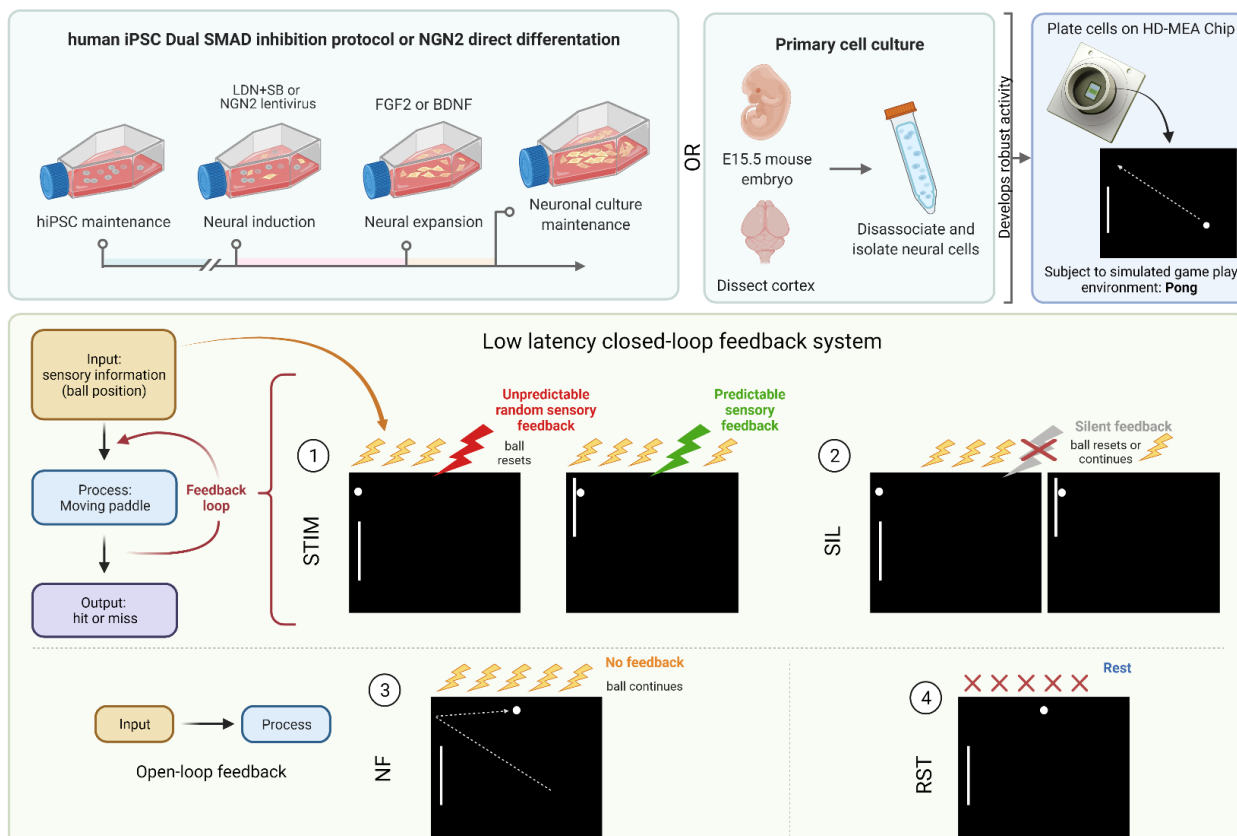 human iPSC Dual SMAD inhibition protocol or NGN2 direct differentation
LDN+SB or
NGN2 lentivirus
FGF2 or BDNF
hiPSC maintenance
Neural induction
Neural expansion
Neuronal culture
maintenance
OR
Primary cell culture
E15.5 mouse
embryo
Dissect cortex
Disassociate and
isolate neural cells
Develops robust activity
Plate cells on HD-MEA Chip
Subject to simulated game play
environment: Pong
Low latency closed-loop feedback system
Input:
sensory information
(ball position)
Process:
Moving paddle
Output:
hit or miss
Feedback
loop
1
STIM
Unpredictable
random sensory
feedback
ball
resets
Predictable
sensory
feedback
2
SIL
Silent feedback
ball resets or
continues
Input
Process
Open-loop feedback
3
NF
No feedback
ball continues
4
RST
Rest